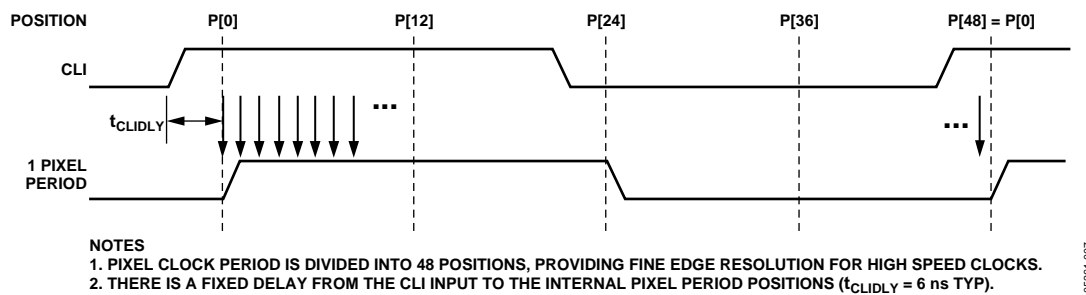 POSITION P[0] P[12] P[24] P[36] P[48] = P[0]
CLI
... ...
tCLIDLY
1 PIXEL
PERIOD
NOTES
1. PIXEL CLOCK PERIOD IS DIVIDED INTO 48 POSITIONS, PROVIDING FINE EDGE RESOLUTION FOR HIGH SPEED CLOCKS.
2. THERE IS A FIXED DELAY FROM THE CLI INPUT TO THE INTERNAL PIXEL PERIOD POSITIONS (tCLIDLY = 6 ns TYP).